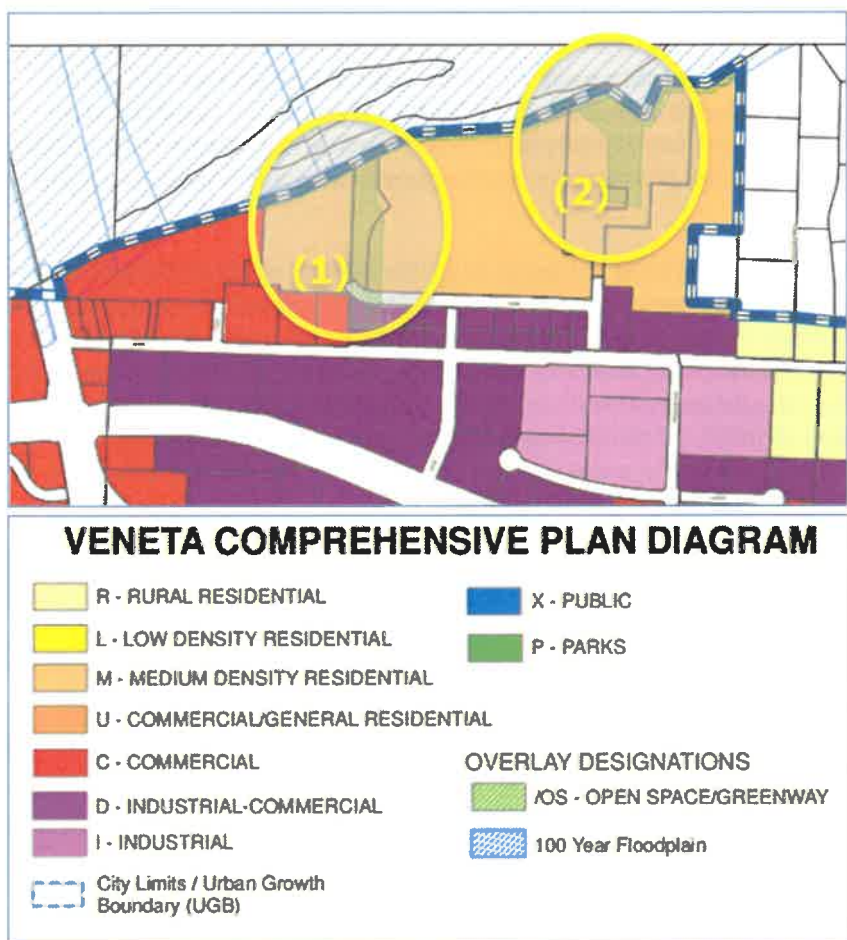 (1)
(2)
VENETA COMPREHENSIVE PLAN DIAGRAM
R - RURAL RESIDENTIAL
L - LOW DENSITY RESIDENTIAL
M - MEDIUM DENSITY RESIDENTIAL
U - COMMERCIAL/GENERAL RESIDENTIAL
C - COMMERCIAL
D - INDUSTRIAL-COMMERCIAL
I - INDUSTRIAL
City Limits / Urban Growth
Boundary (UGB)
X - PUBLIC
P - PARKS
OVERLAY DESIGNATIONS
/OS - OPEN SPACE/GREENWAY
100 Year Floodplain